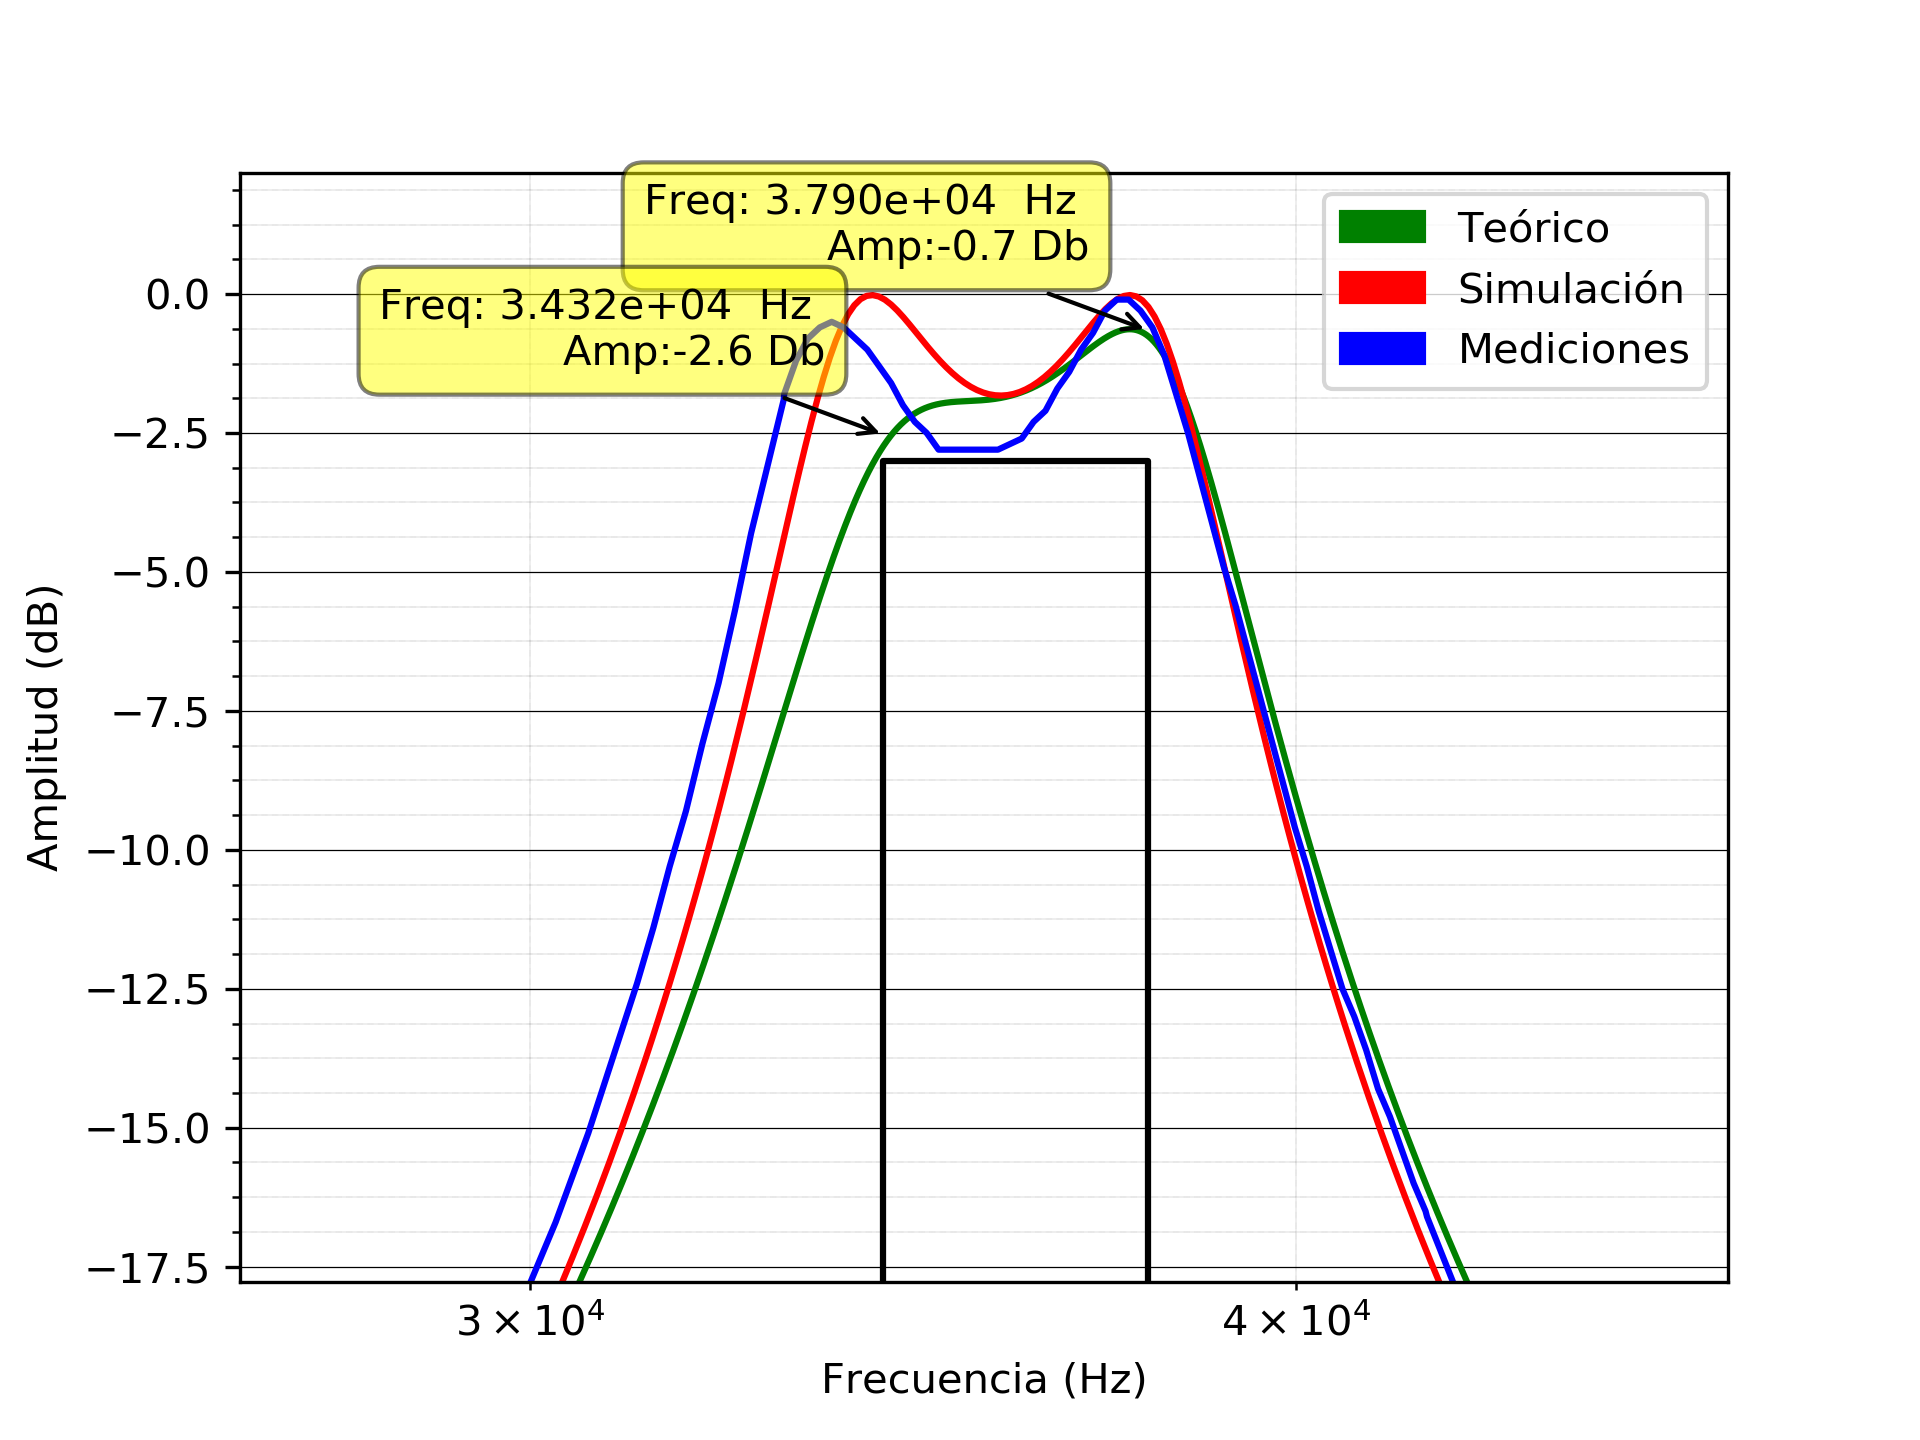 Freq: 3.790e+04 Hz
Amp:-0.7 Db
Freq: 3.432e+04 Hz
Amp:-2.6 Db
Teórico
Simulación
Mediciones
0.0
−2.5
−5.0
−7.5
−10.0
−12.5
−15.0
−17.5
Amplitud (dB)
3 × 10⁴
4 × 10⁴
Frecuencia (Hz)